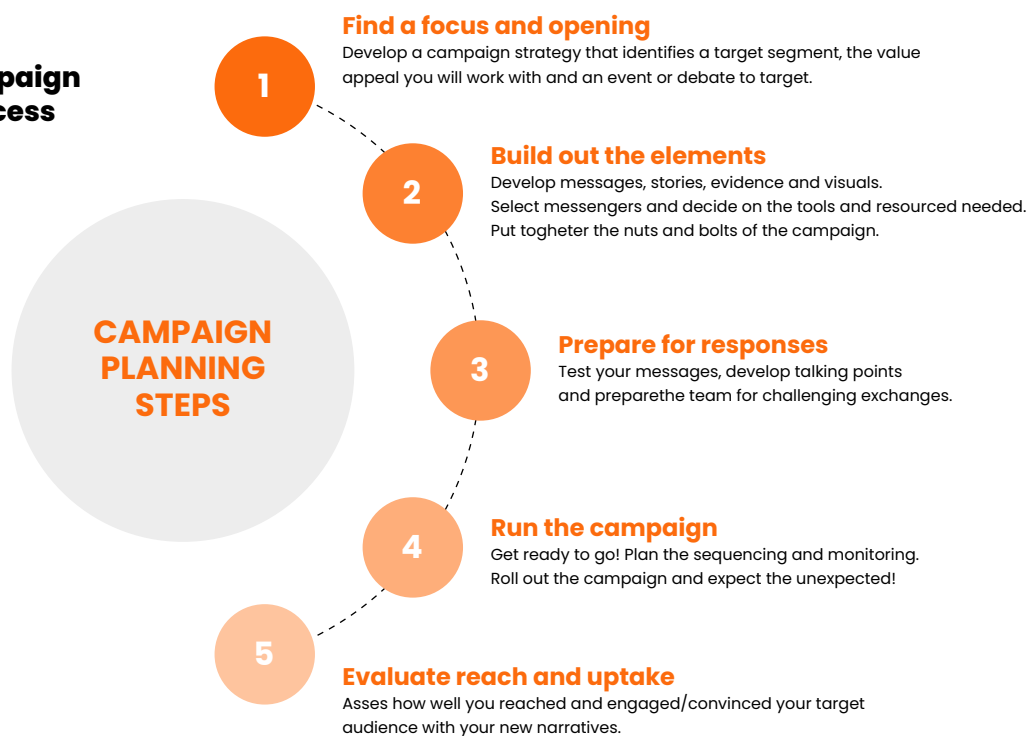 paign
cess
1
Find a focus and opening
Develop a campaign strategy that identifies a target segment, the value
appeal you will work with and an event or debate to target.
2
Build out the elements
Develop messages, stories, evidence and visuals.
Select messengers and decide on the tools and resourced needed.
Put togheter the nuts and bolts of the campaign.
CAMPAIGN
PLANNING
STEPS
3
Prepare for responses
Test your messages, develop talking points
and preparethe team for challenging exchanges.
4
Run the campaign
Get ready to go! Plan the sequencing and monitoring.
Roll out the campaign and expect the unexpected!
5
Evaluate reach and uptake
Asses how well you reached and engaged/convinced your target
audience with your new narratives.